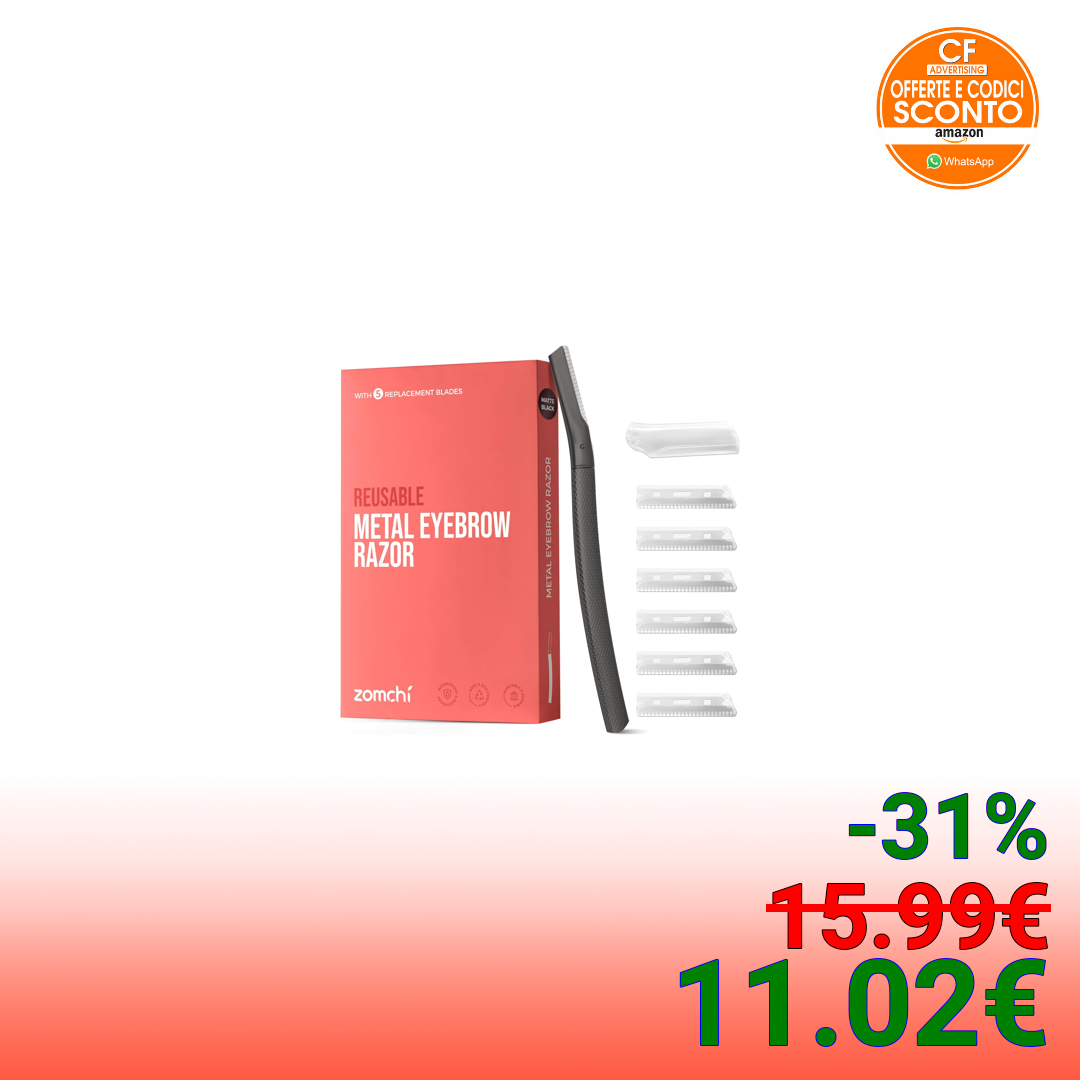 CF
ADVERTISING
OFFERTE E CODICI
SCONTO
amazon
WhatsApp
WITH 5 REPLACEMENT BLADES
MATTE
BLACK
REUSABLE
METAL EYEBROW
RAZOR
METAL EYEBROW RAZOR
zomchi
-31%
15.99€
11.02€